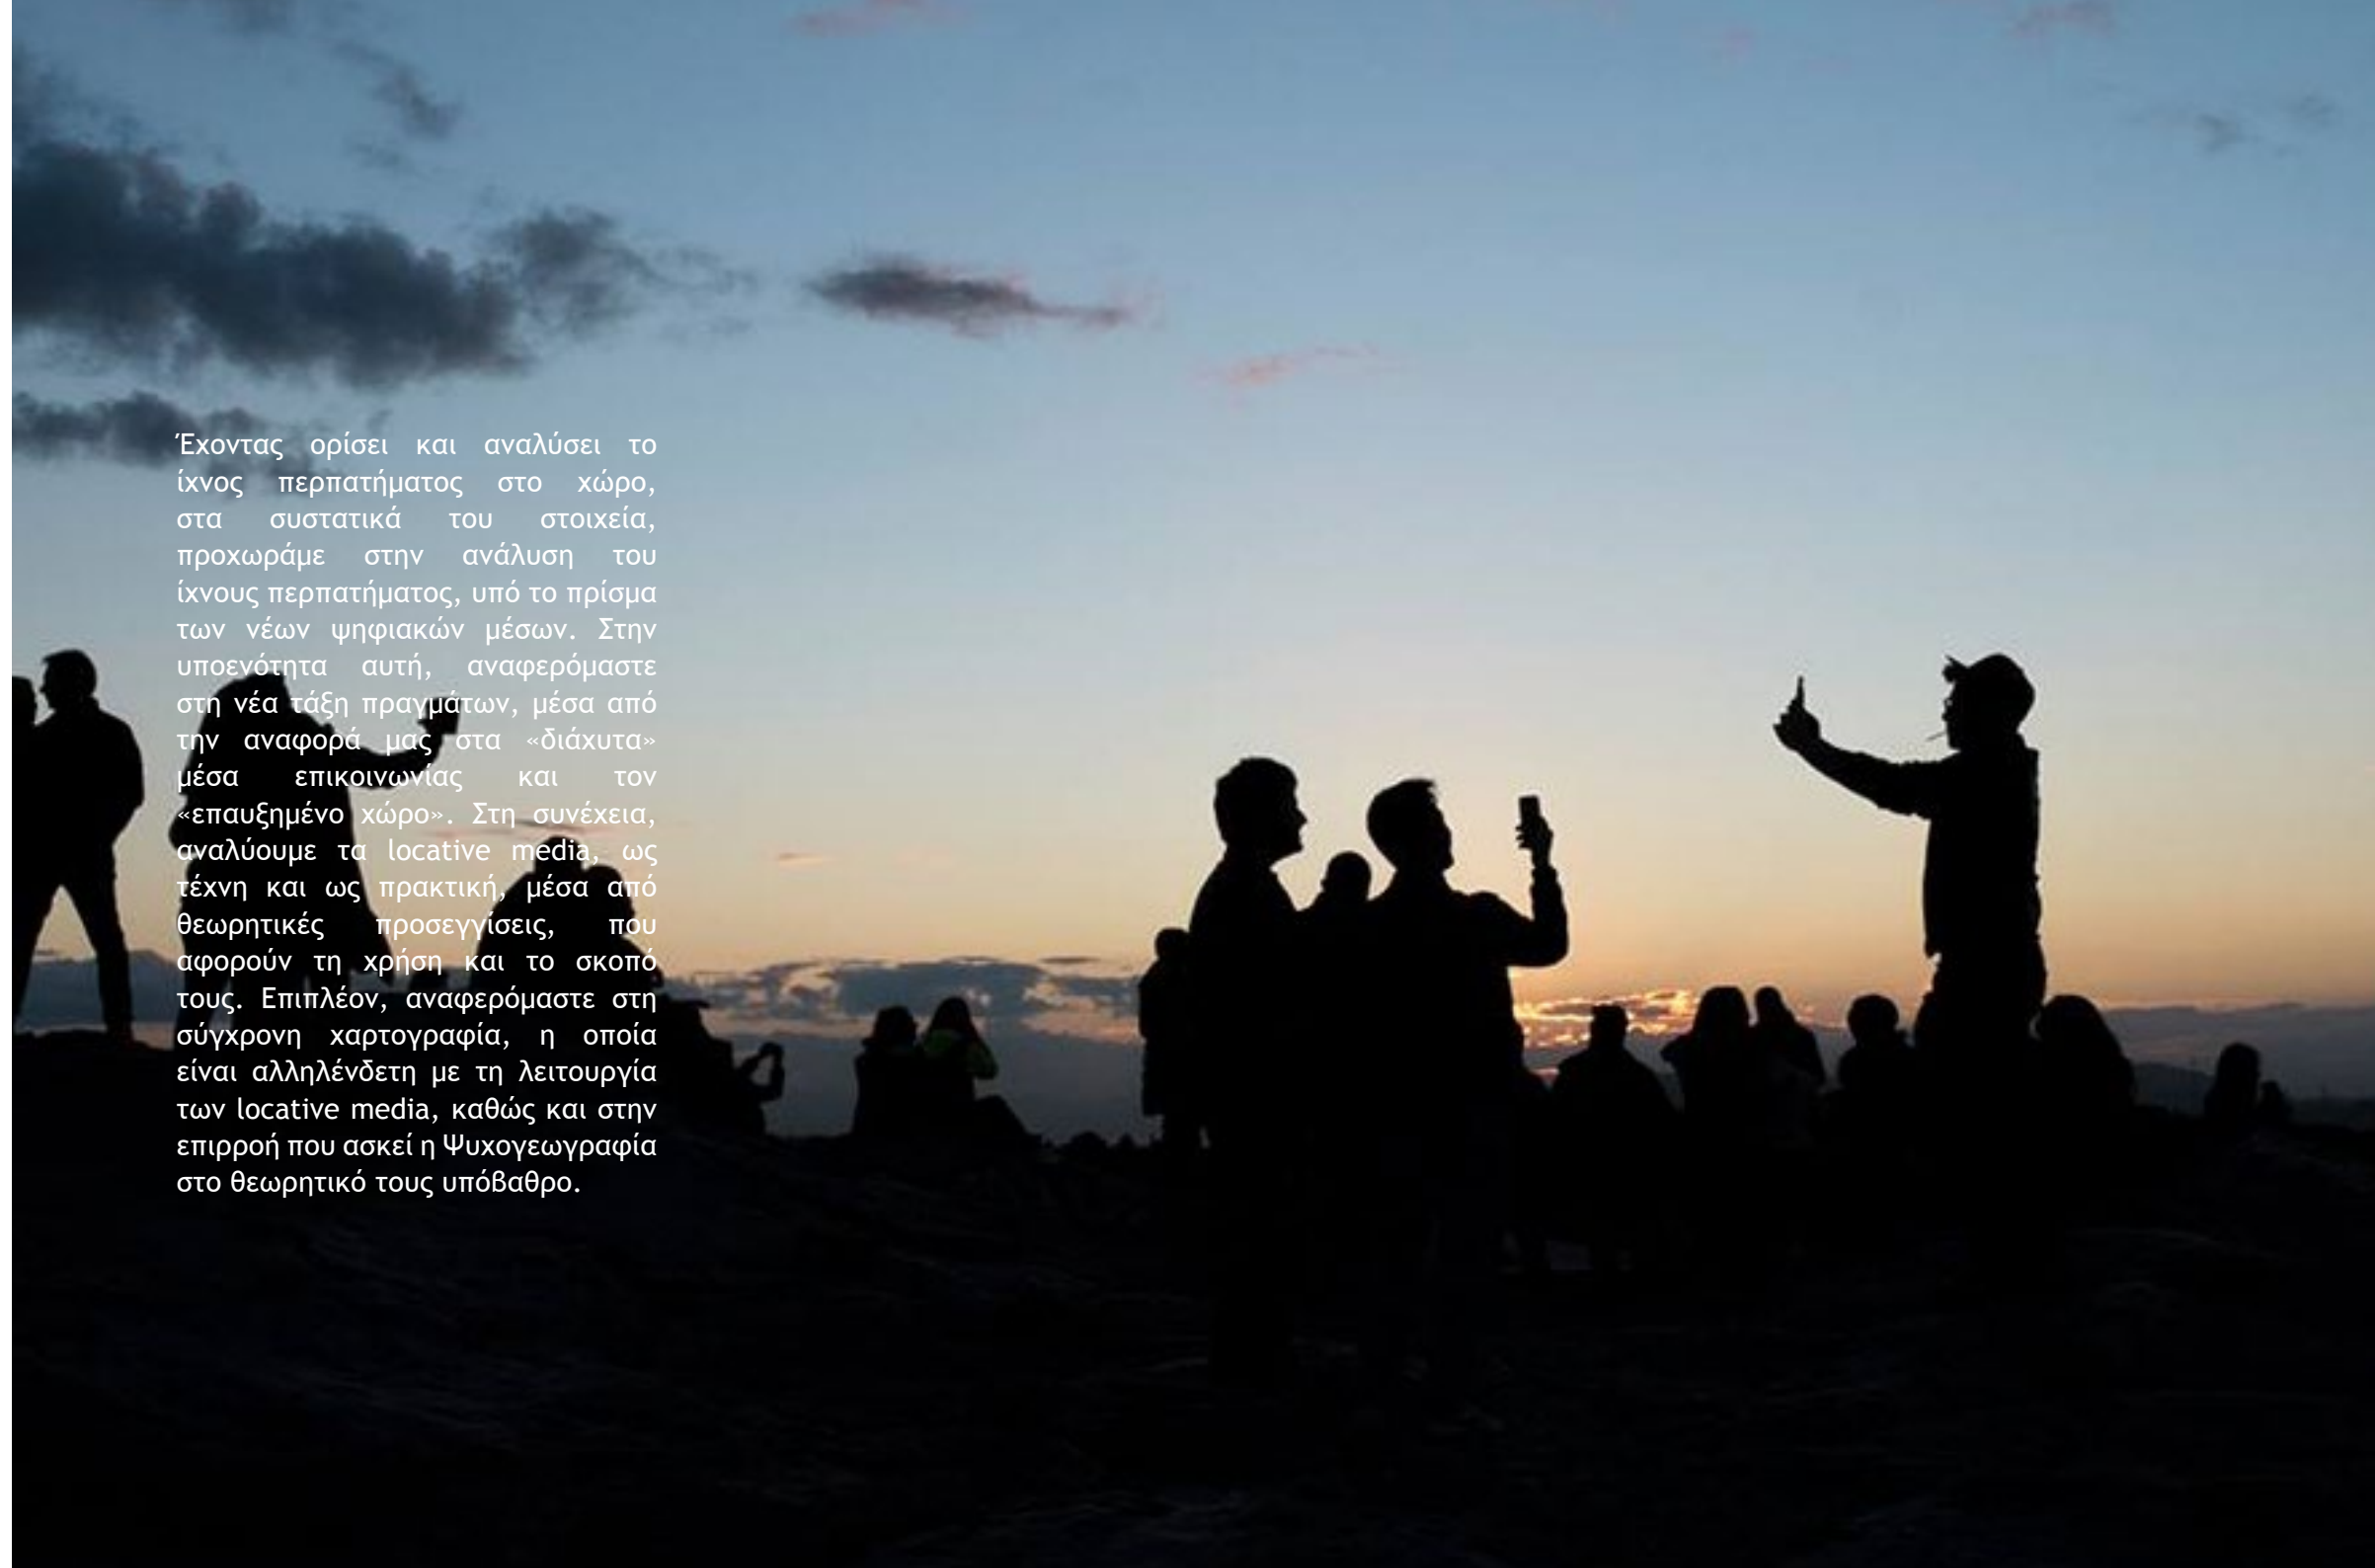 Έχοντας ορίσει και αναλύσει το
ίχνος περπατήματος στο χώρο,
στα συστατικά του στοιχεία,
προχωράμε στην ανάλυση του
ίχνους περπατήματος, υπό το πρίσμα
των νέων ψηφιακών μέσων. Στην
υποενότητα αυτή, αναφερόμαστε
στη νέα τάξη πραγμάτων, μέσα από
την αναφορά μας στα «διάχυτα»
μέσα επικοινωνίας και τον
«επαυξημένο χώρο». Στη συνέχεια,
αναλύουμε τα locative media, ως
τέχνη και ως πρακτική, μέσα από
θεωρητικές προσεγγίσεις, που
αφορούν τη χρήση και το σκοπό
τους. Επιπλέον, αναφερόμαστε στη
σύγχρονη χαρτογραφία, η οποία
είναι αλληλένδετη με τη λειτουργία
των locative media, καθώς και στην
επιρροή που ασκεί η Ψυχογεωγραφία
στο θεωρητικό τους υπόβαθρο.